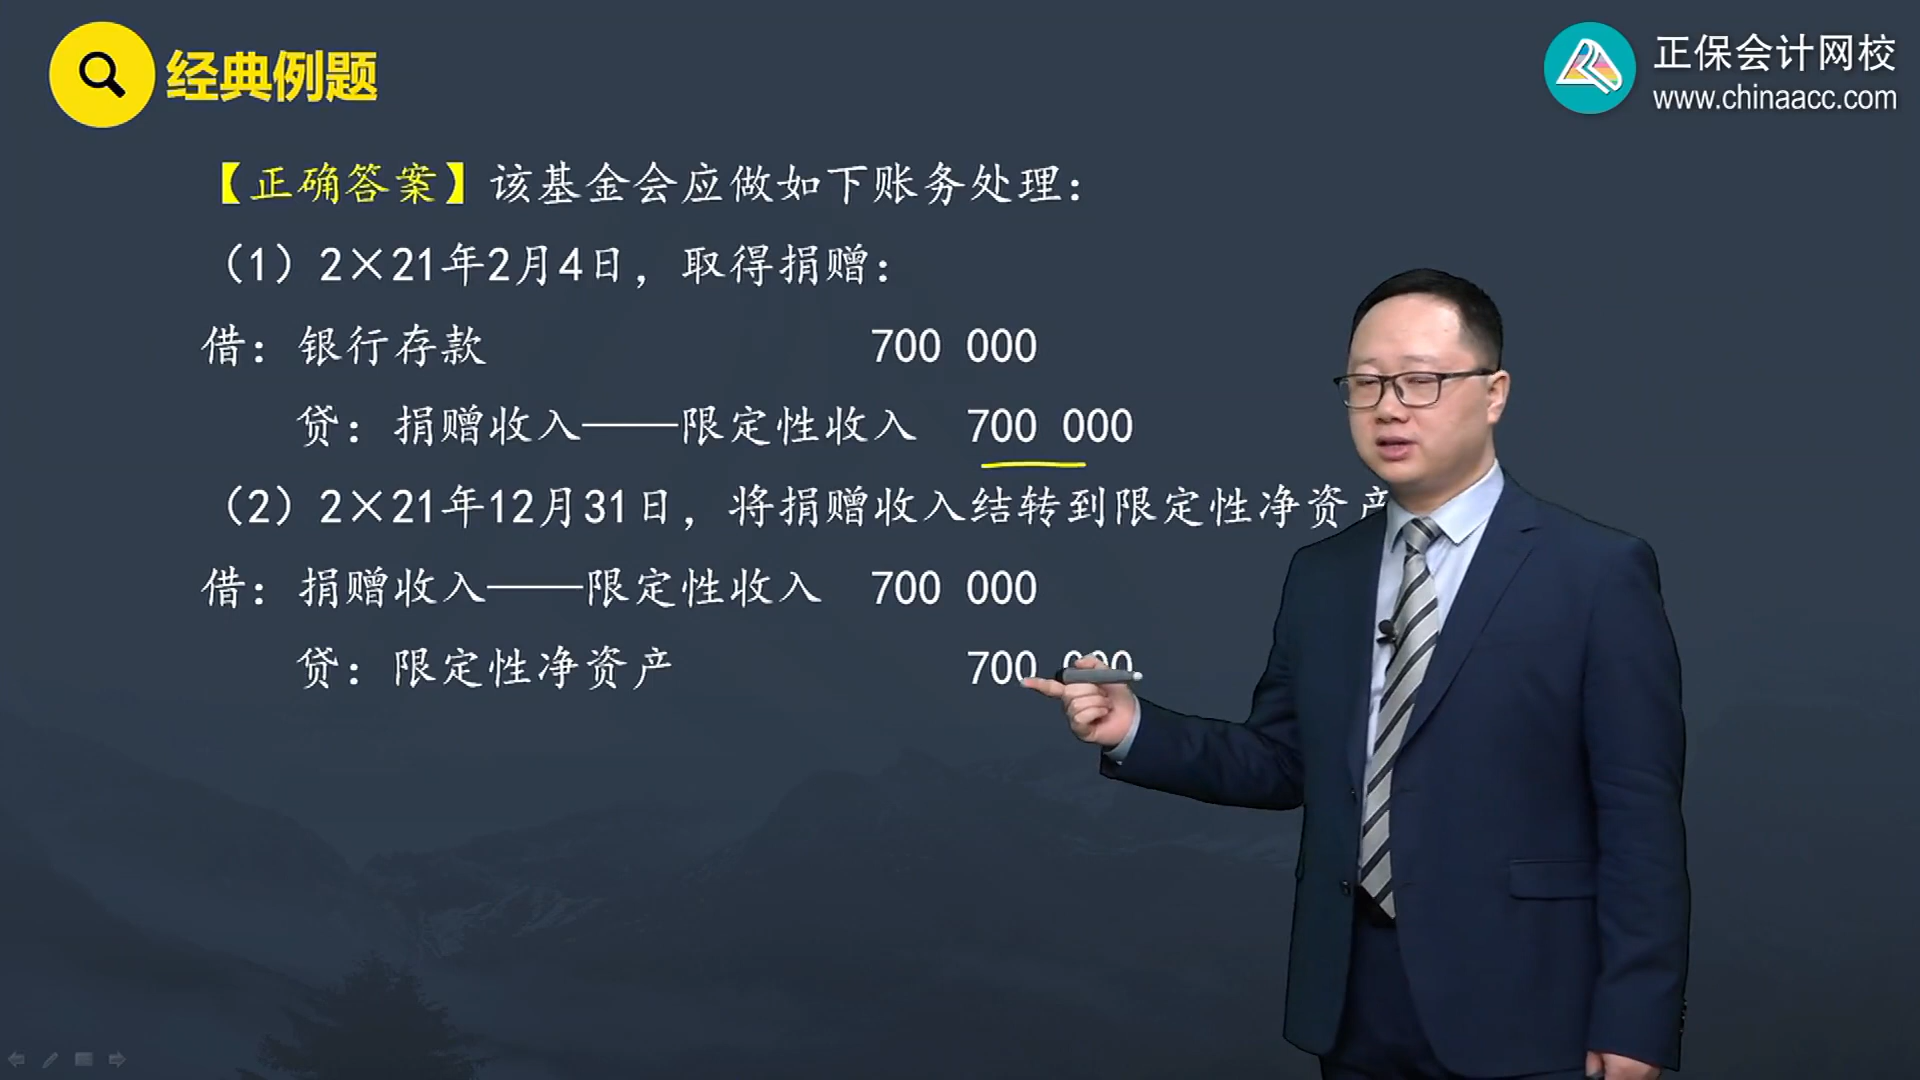 经典例题
正保会计网校
www.chinaacc.com
【正确答案】该基金会应做如下账务处理：
（1）2×21年2月4日，取得捐赠：
借：银行存款 700 000
贷：捐赠收入——限定性收入 700 000
（2）2×21年12月31日，将捐赠收入结转到限定性净资产
借：捐赠收入——限定性收入 700 000
贷：限定性净资产 700 000